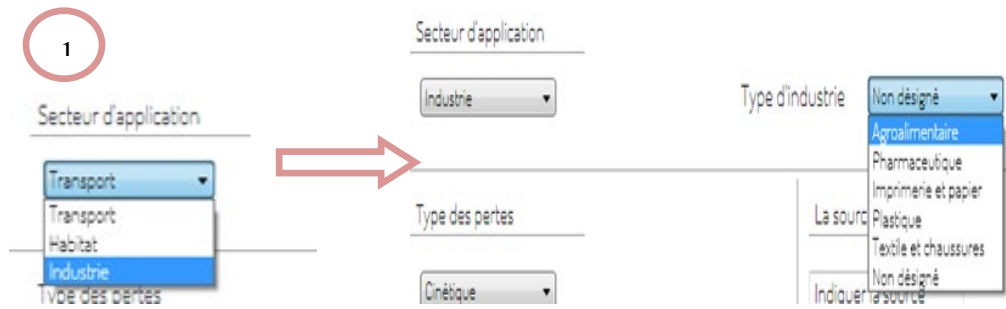 1
Secteur d'application
Transport
Transport
Habitat
Industrie
Type des pertes
Secteur d'application
Industrie
Type d'industrie
Non désigné
Agroalimentaire
Pharmaceutique
Imprimerie et papier
Plastique
Textile et chaussures
Non désigné
Type des pertes
La sourc
Cinétique
Indiquer la source